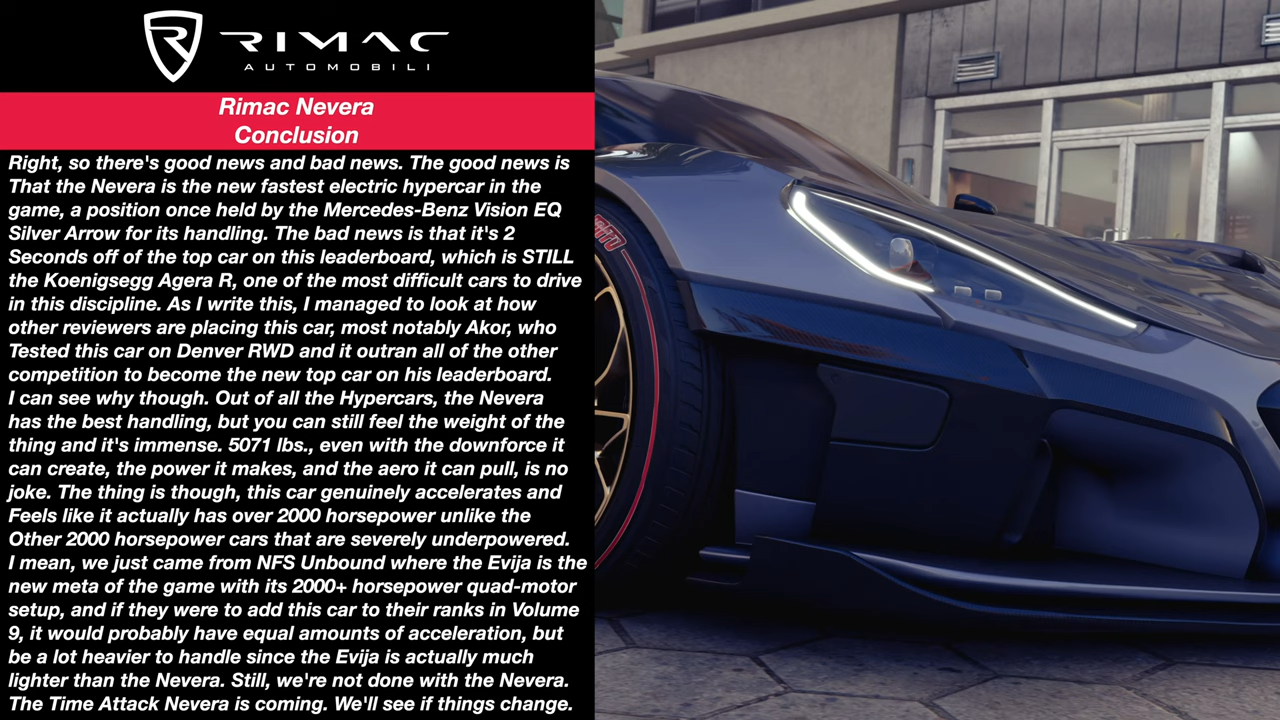 RIMAC
AUTOMOBILI
Rimac Nevera
Conclusion
Right, so there's good news and bad news. The good news is
That the Nevera is the new fastest electric hypercar in the
game, a position once held by the Mercedes-Benz Vision EQ
Silver Arrow for its handling. The bad news is that it's 2
Seconds off of the top car on this leaderboard, which is STILL
the Koenigsegg Agera R, one of the most difficult cars to drive
in this discipline. As I write this, I managed to look at how
other reviewers are placing this car, most notably Akor, who
Tested this car on Denver RWD and it outran all of the other
competition to become the new top car on his leaderboard.
I can see why though. Out of all the Hypercars, the Nevera
has the best handling, but you can still feel the weight of the
thing and it's immense. 5071 lbs., even with the downforce it
can create, the power it makes, and the aero it can pull, is no
joke. The thing is though, this car genuinely accelerates and
Feels like it actually has over 2000 horsepower unlike the
Other 2000 horsepower cars that are severely underpowered.
I mean, we just came from NFS Unbound where the Evija is the
new meta of the game with its 2000+ horsepower quad-motor
setup, and if they were to add this car to their ranks in Volume
9, it would probably have equal amounts of acceleration, but
be a lot heavier to handle since the Evija is actually much
lighter than the Nevera. Still, we're not done with the Nevera.
The Time Attack Nevera is coming. We'll see if things change.